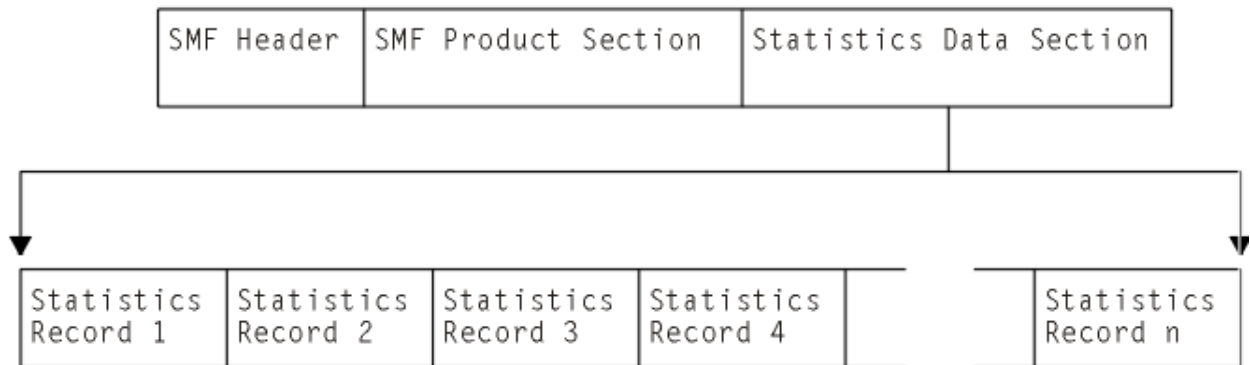 SMF Header
SMF Product Section
Statistics Data Section
Statistics
Record 1
Statistics
Record 2
Statistics
Record 3
Statistics
Record 4
Statistics
Record n